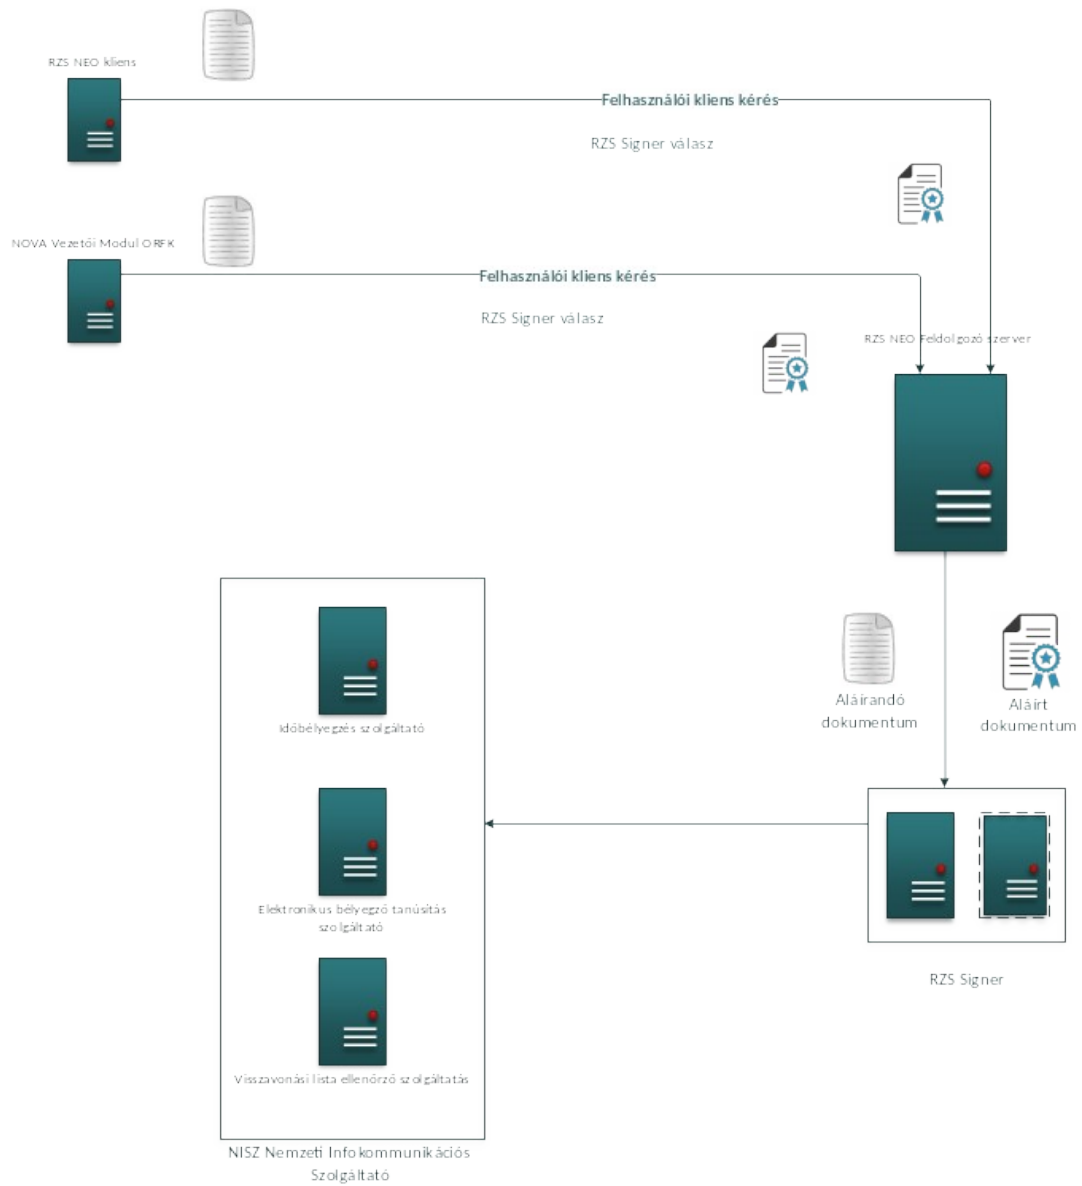 RZS NEO kliens
Felhasználói kliens kérés
RZS Signer válasz
NOVA Vezetői Modul ORFK
Felhasználói kliens kérés
RZS Signer válasz
RZS NEO Feldolgozó szerver
Aláírandó
dokumentum
Aláírt
dokumentum
Időbélyegzés szolgáltató
Elektronikus bélyegző tanúsítás
szolgáltató
RZS Signer
Visszavonási lista ellenőrző szolgáltatás
NISZ Nemzeti Infokommunikációs
Szolgáltató